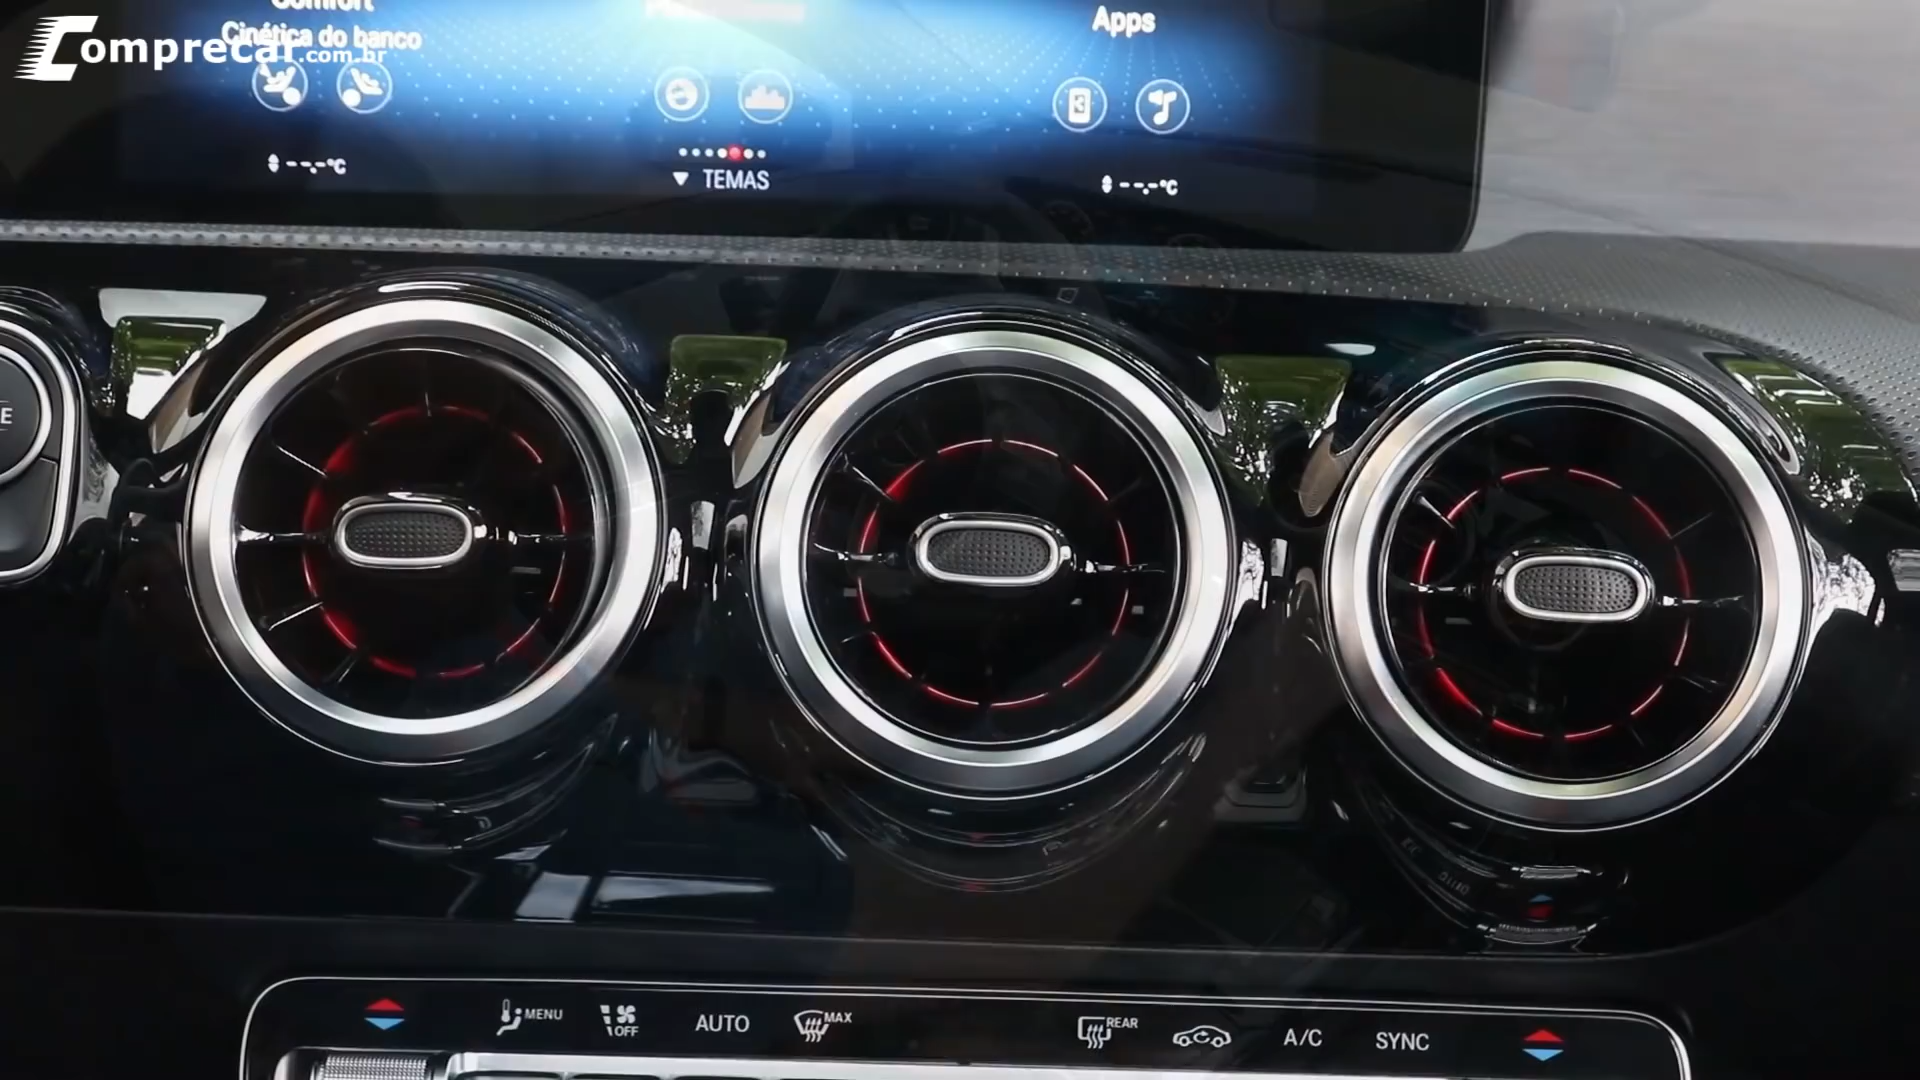 Comfort
Cinética do banco
Comprecar.com.br
Apps
--.-°C
TEMAS
--.-°C
E
MENU
OFF
AUTO
MAX
REAR
A/C
SYNC